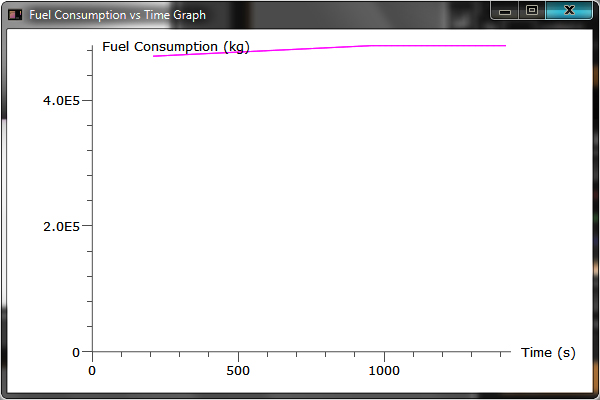 Fuel Consumption vs Time Graph
Fuel Consumption (kg)
4.0E5
2.0E5
0
0 500 1000
Time (s)